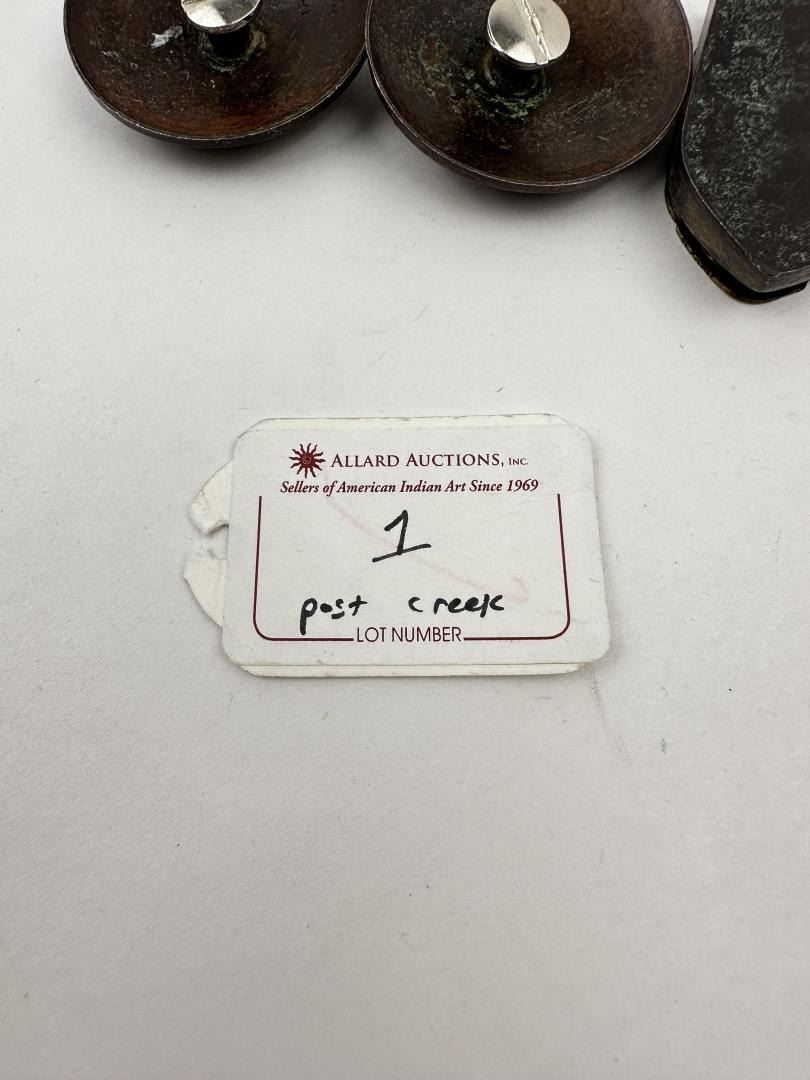 ALLARD AUCTIONS, INC.
Sellers of American Indian Art Since 1969
1
post creek
LOT NUMBER